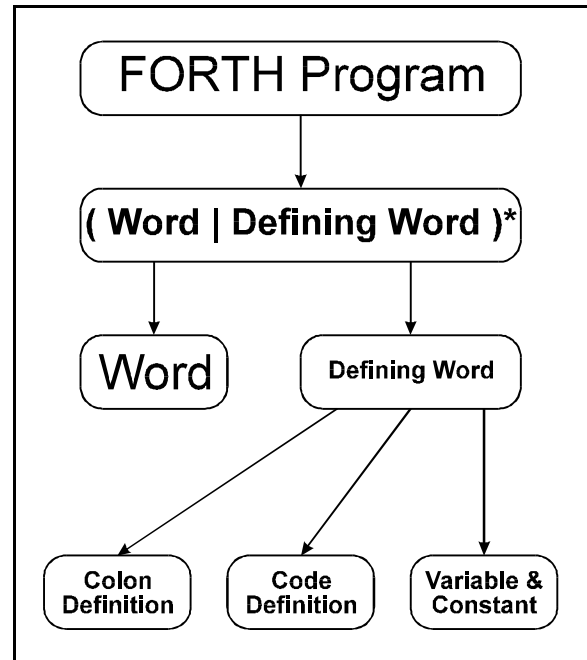 FORTH Program
( Word | Defining Word )*
Word
Defining Word
Colon
Definition
Code
Definition
Variable &
Constant